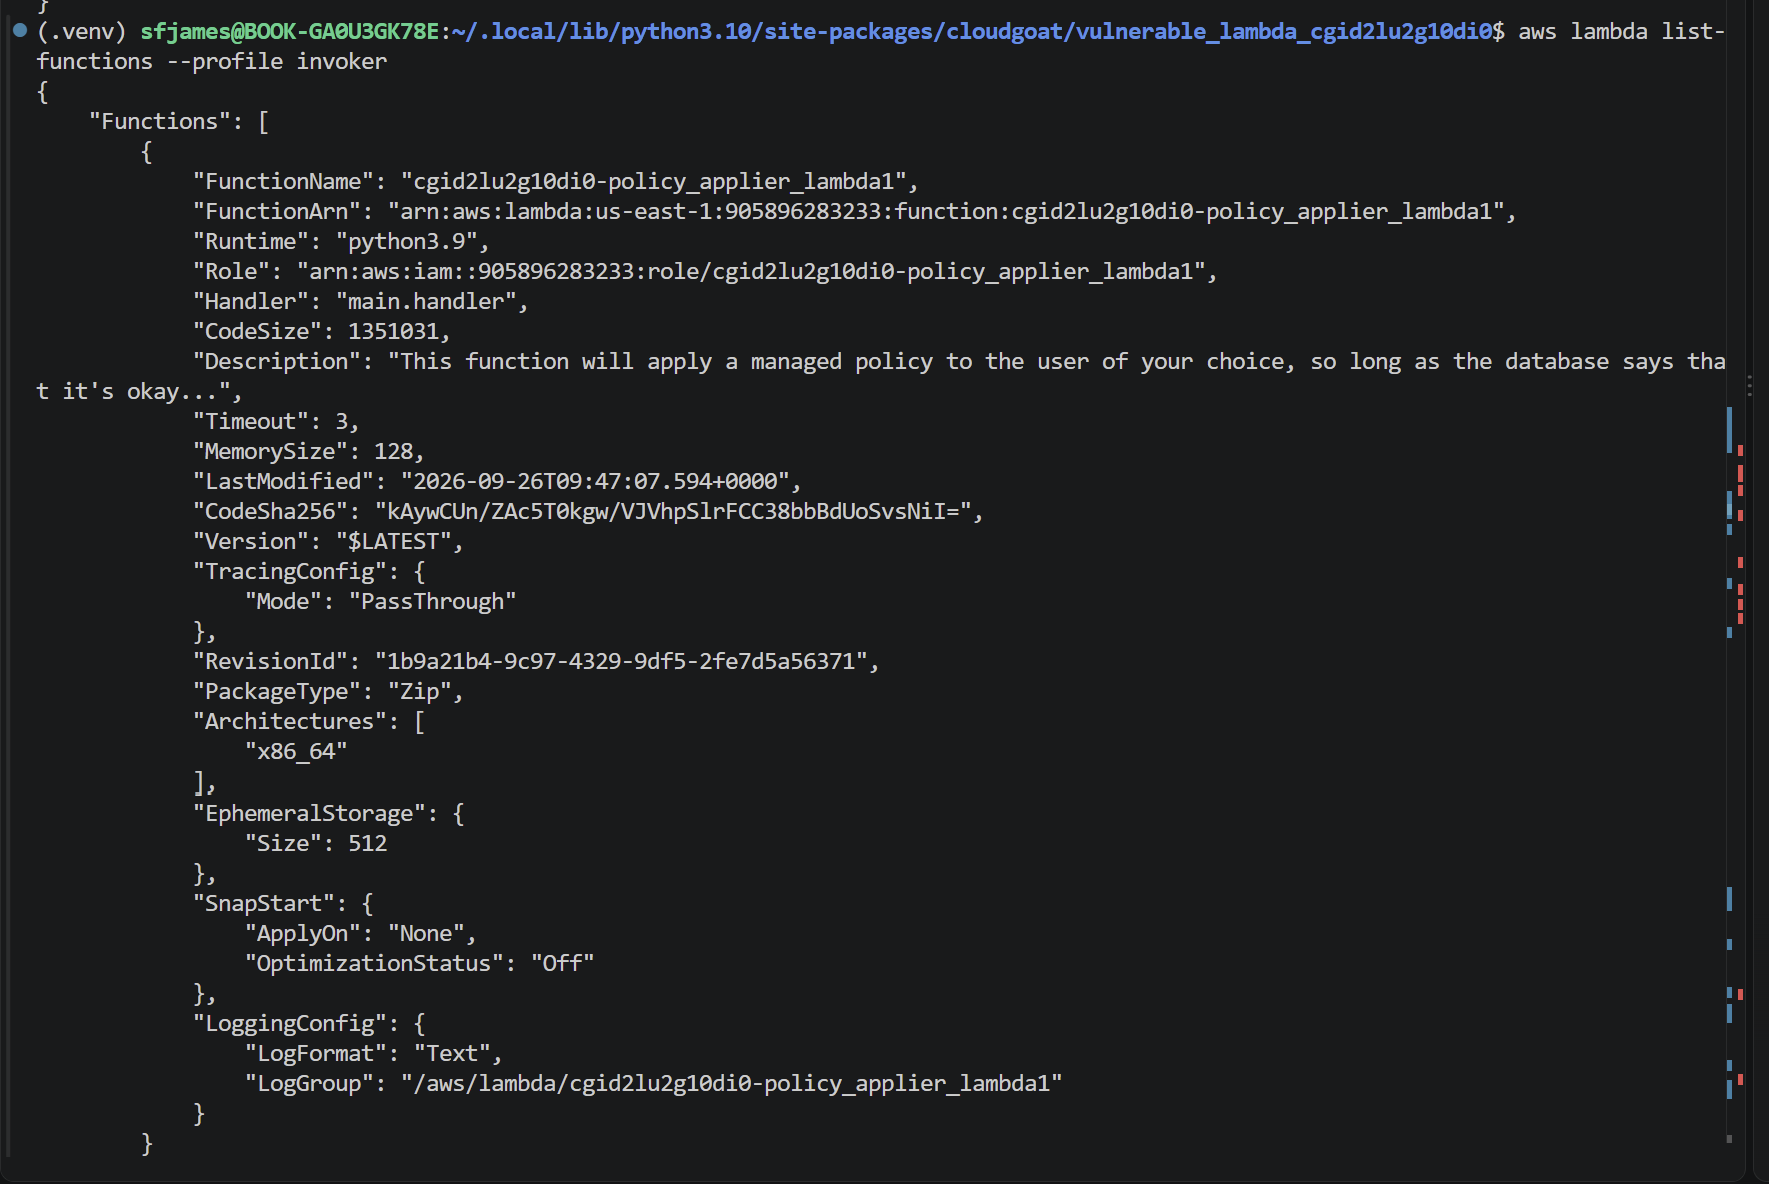 }
(.venv) sfjames@BOOK-GA0U3GK78E:~/.local/lib/python3.10/site-packages/cloudgoat/vulnerable_lambda_cgid2lu2g10di0$ aws lambda list-
functions --profile invoker
{
    "Functions": [
        {
            "FunctionName": "cgid2lu2g10di0-policy_applier_lambda1",
            "FunctionArn": "arn:aws:lambda:us-east-1:905896283233:function:cgid2lu2g10di0-policy_applier_lambda1",
            "Runtime": "python3.9",
            "Role": "arn:aws:iam::905896283233:role/cgid2lu2g10di0-policy_applier_lambda1",
            "Handler": "main.handler",
            "CodeSize": 1351031,
            "Description": "This function will apply a managed policy to the user of your choice, so long as the database says tha
t it's okay...",
            "Timeout": 3,
            "MemorySize": 128,
            "LastModified": "2026-09-26T09:47:07.594+0000",
            "CodeSha256": "kAywCUn/ZAc5T0kgw/VJVhpSlrFCC38bbBdUoSvsNiI=",
            "Version": "$LATEST",
            "TracingConfig": {
                "Mode": "PassThrough"
            },
            "RevisionId": "1b9a21b4-9c97-4329-9df5-2fe7d5a56371",
            "PackageType": "Zip",
            "Architectures": [
                "x86_64"
            ],
            "EphemeralStorage": {
                "Size": 512
            },
            "SnapStart": {
                "ApplyOn": "None",
                "OptimizationStatus": "Off"
            },
            "LoggingConfig": {
                "LogFormat": "Text",
                "LogGroup": "/aws/lambda/cgid2lu2g10di0-policy_applier_lambda1"
            }
        }